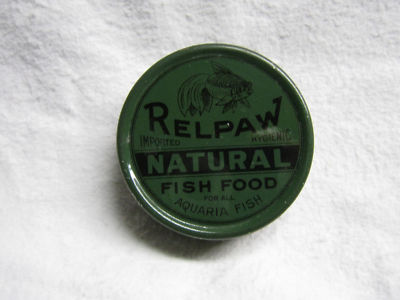 RELPAW
IMPORTED HYGIENIC
NATURAL
FISH FOOD
FOR ALL
AQUARIA FISH